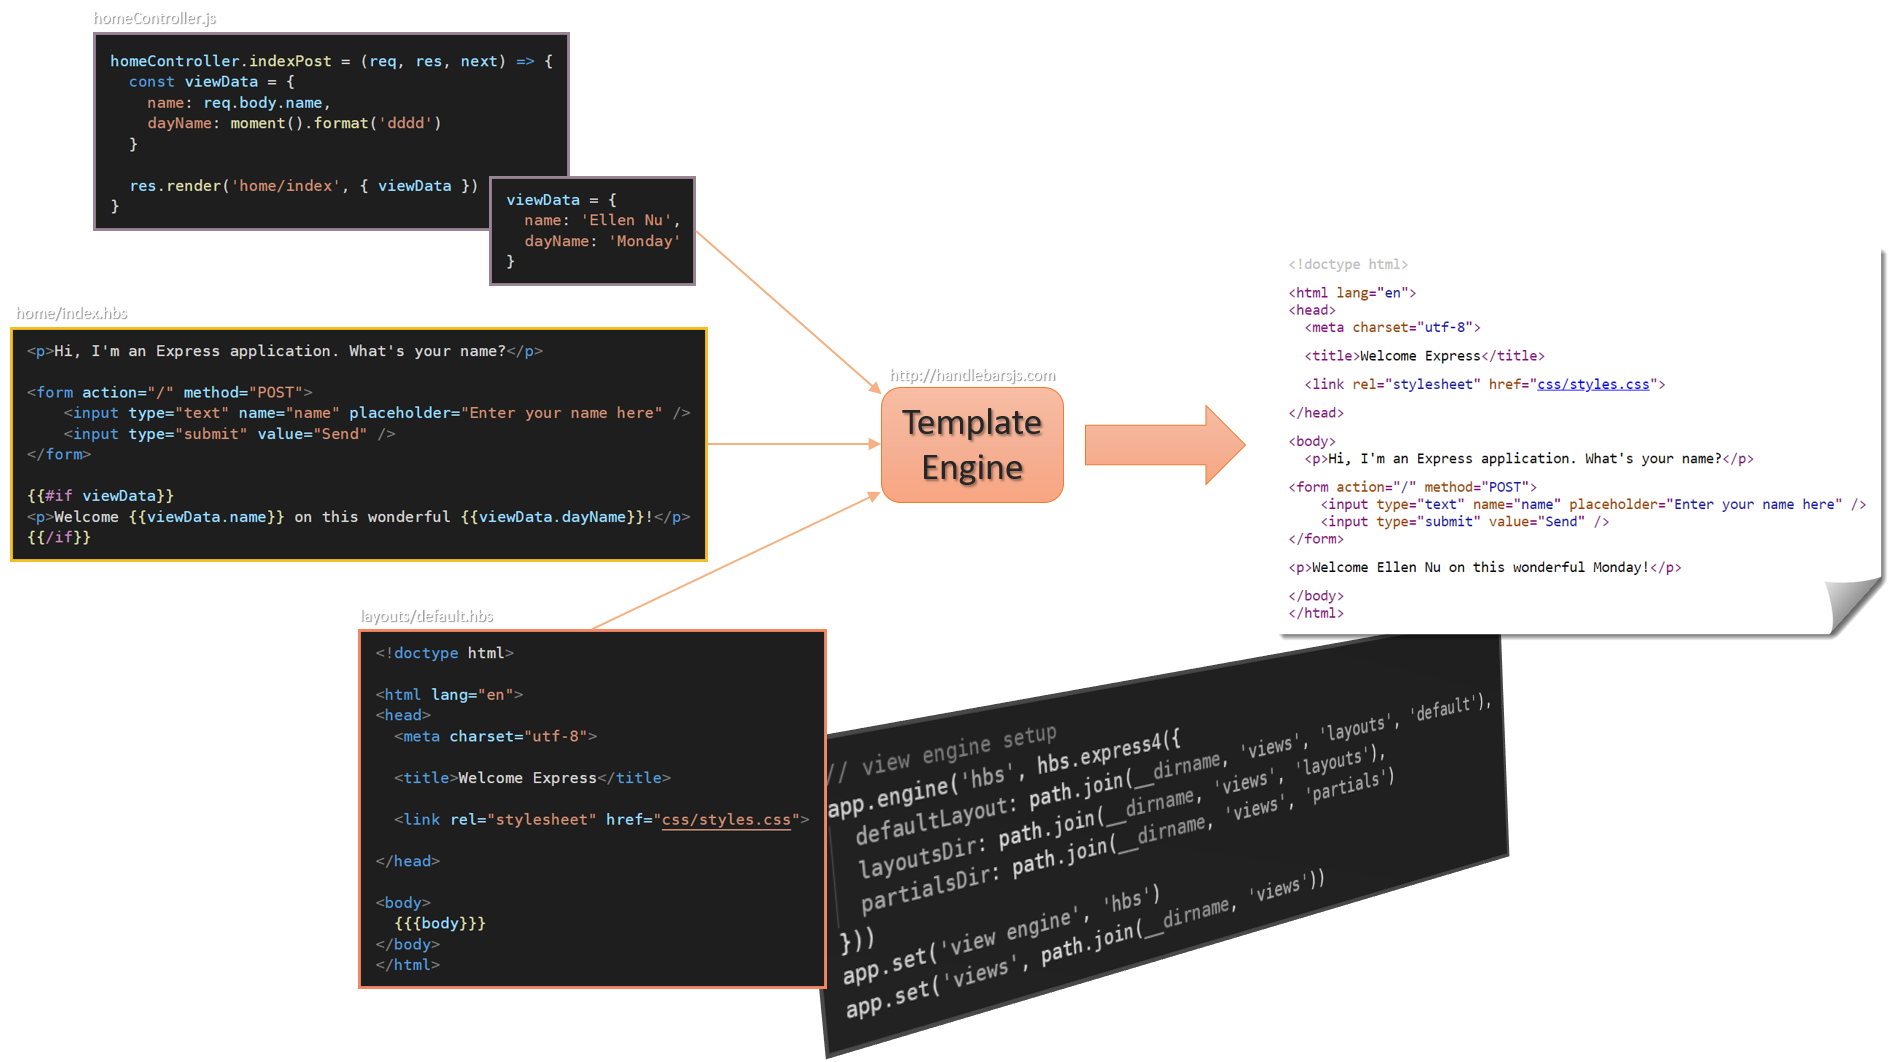 homeController.js
homeController.indexPost = (req, res, next) => {
  const viewData = {
    name: req.body.name,
    dayName: moment().format('dddd')
  }
  res.render('home/index', { viewData })
}
viewData = {
  name: 'Ellen Nu',
  dayName: 'Monday'
}
home/index.hbs
<p>Hi, I'm an Express application. What's your name?</p>
<form action="/" method="POST">
    <input type="text" name="name" placeholder="Enter your name here" />
    <input type="submit" value="Send" />
</form>
{{#if viewData}}
<p>Welcome {{viewData.name}} on this wonderful {{viewData.dayName}}!</p>
{{/if}}
layouts/default.hbs
<!doctype html>
<html lang="en">
<head>
  <meta charset="utf-8">
  <title>Welcome Express</title>
  <link rel="stylesheet" href="css/styles.css">
</head>
<body>
  {{{body}}}
</body>
</html>
http://handlebarsjs.com
Template
Engine
// view engine setup
app.engine('hbs', hbs.express4({
  defaultLayout: path.join(__dirname, 'views', 'layouts', 'default'),
  layoutsDir: path.join(__dirname, 'views', 'layouts'),
  partialsDir: path.join(__dirname, 'views', 'partials')
}))
app.set('view engine', 'hbs')
app.set('views', path.join(__dirname, 'views'))
<!doctype html>
<html lang="en">
<head>
  <meta charset="utf-8">
  <title>Welcome Express</title>
  <link rel="stylesheet" href="css/styles.css">
</head>
<body>
  <p>Hi, I'm an Express application. What's your name?</p>
<form action="/" method="POST">
    <input type="text" name="name" placeholder="Enter your name here" />
    <input type="submit" value="Send" />
</form>
<p>Welcome Ellen Nu on this wonderful Monday!</p>
</body>
</html>